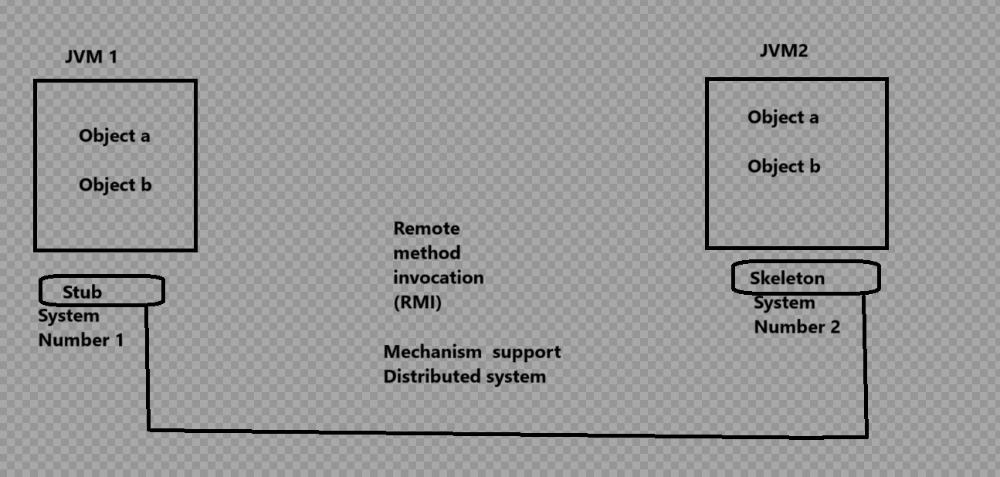 JVM 1
Object a
Object b
Stub
System
Number 1
Remote
method
invocation
(RMI)
Mechanism  support
Distributed system
JVM2
Object a
Object b
Skeleton
System
Number 2